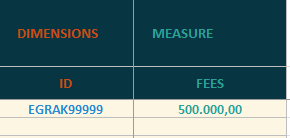 DIMENSIONS MEASURE
ID FEES
EGRAK99999 500.000,00